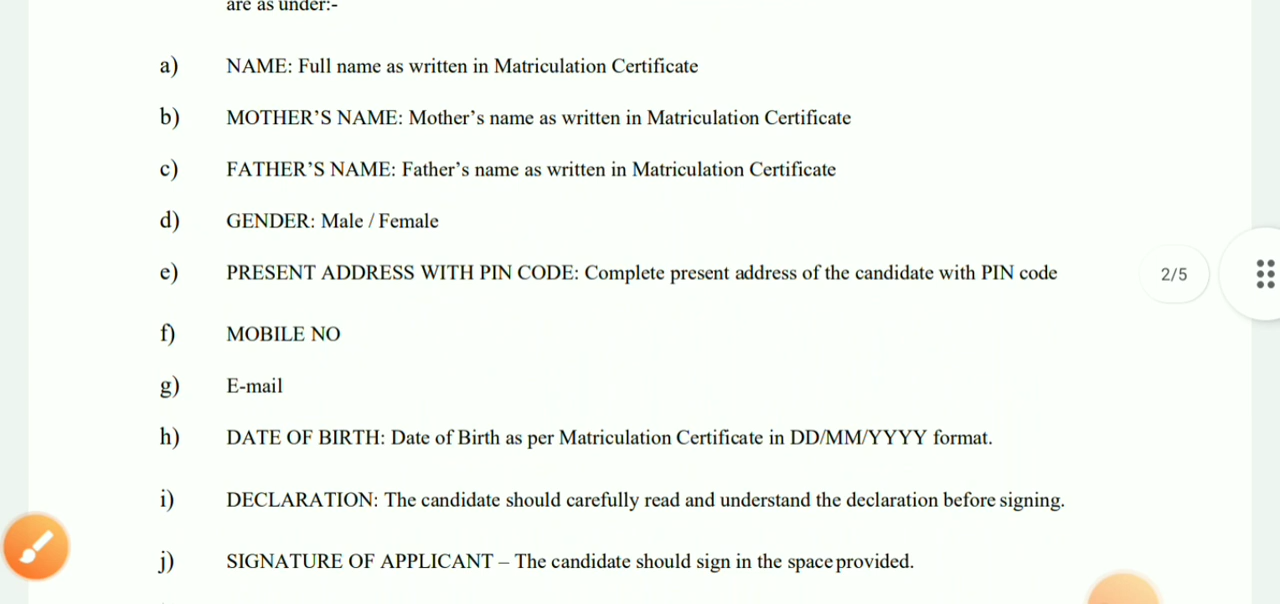 are as under:-
a) NAME: Full name as written in Matriculation Certificate
b) MOTHER’S NAME: Mother’s name as written in Matriculation Certificate
c) FATHER’S NAME: Father’s name as written in Matriculation Certificate
d) GENDER: Male / Female
e) PRESENT ADDRESS WITH PIN CODE: Complete present address of the candidate with PIN code
2/5
f) MOBILE NO
g) E-mail
h) DATE OF BIRTH: Date of Birth as per Matriculation Certificate in DD/MM/YYYY format.
i) DECLARATION: The candidate should carefully read and understand the declaration before signing.
j) SIGNATURE OF APPLICANT – The candidate should sign in the space provided.